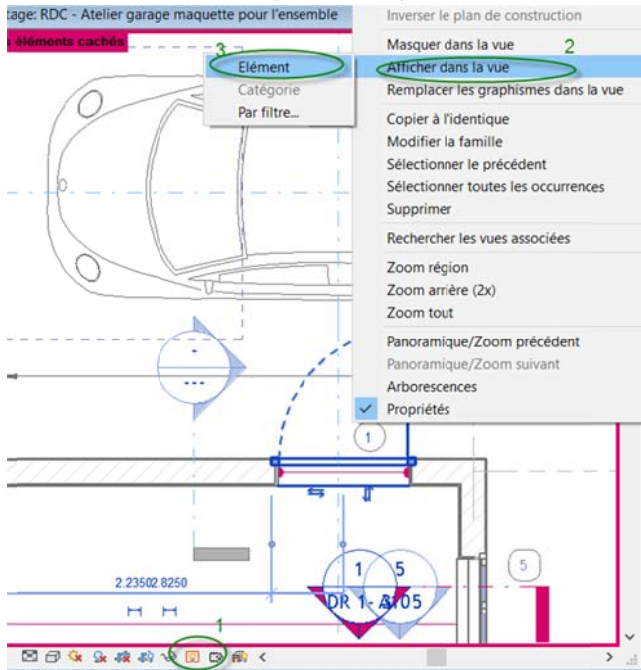 tage: RDC - Atelier garage maquette pour l'ensemble
s éléments cachés
3
Elément
Catégorie
Par filtre...
Inverser le plan de construction
Masquer dans la vue
2
Afficher dans la vue
Remplacer les graphismes dans la vue
Copier à l'identique
Modifier la famille
Sélectionner le précédent
Sélectionner toutes les occurrences
Supprimer
Rechercher les vues associées
Zoom région
Zoom arrière (2x)
Zoom tout
Panoramique/Zoom précédent
Panoramique/Zoom suivant
Arborescences
Propriétés
-
---
1
1
5
5
2.23502.8250
DR 1-
1